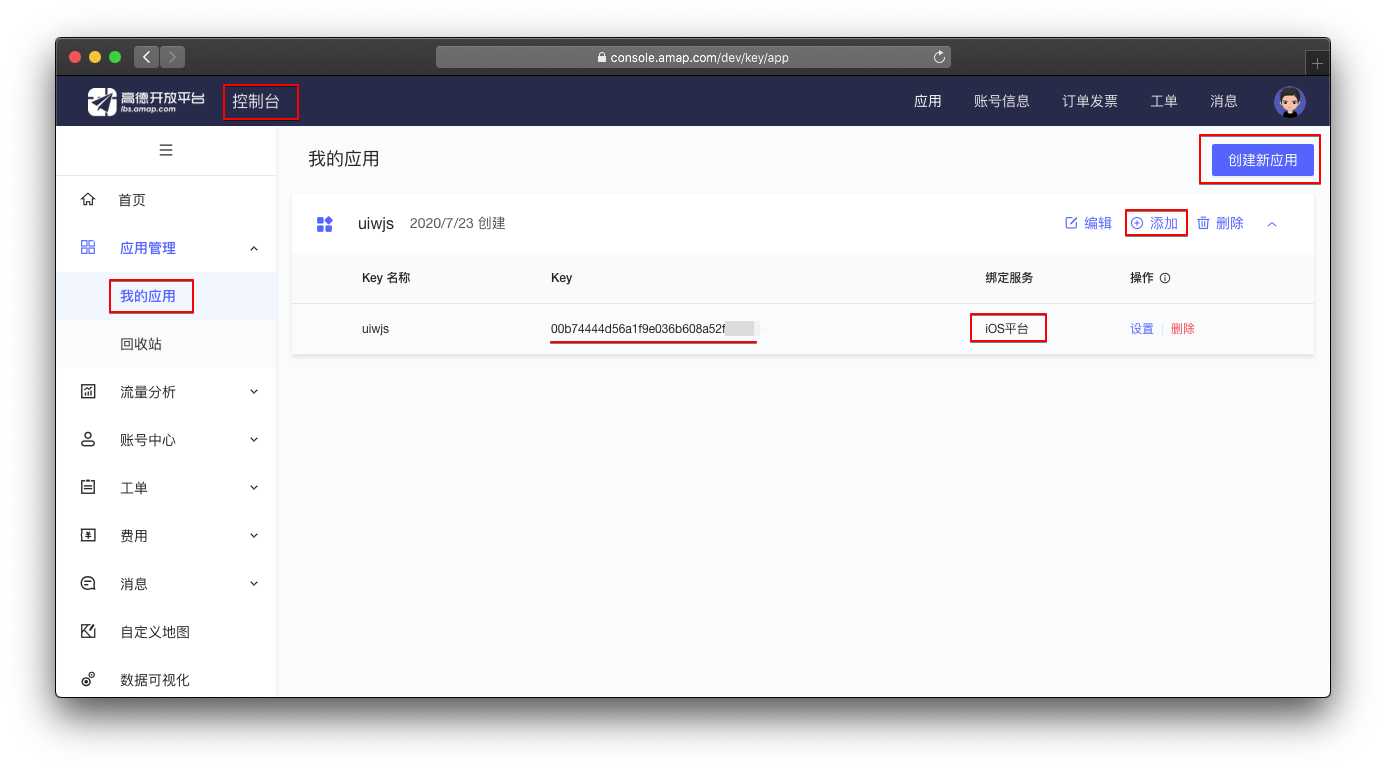 console.amap.com/dev/key/app
高德开放平台
lbs.amap.com
控制台
应用
账号信息
订单发票
工单
消息
首页
应用管理
我的应用
回收站
流量分析
账号中心
工单
费用
消息
自定义地图
数据可视化
我的应用
创建新应用
uiwjs 2020/7/23 创建
编辑
添加
删除
Key 名称
Key
绑定服务
操作
uiwjs
00b74444d56a1f9e036b608a52f
iOS平台
设置
删除